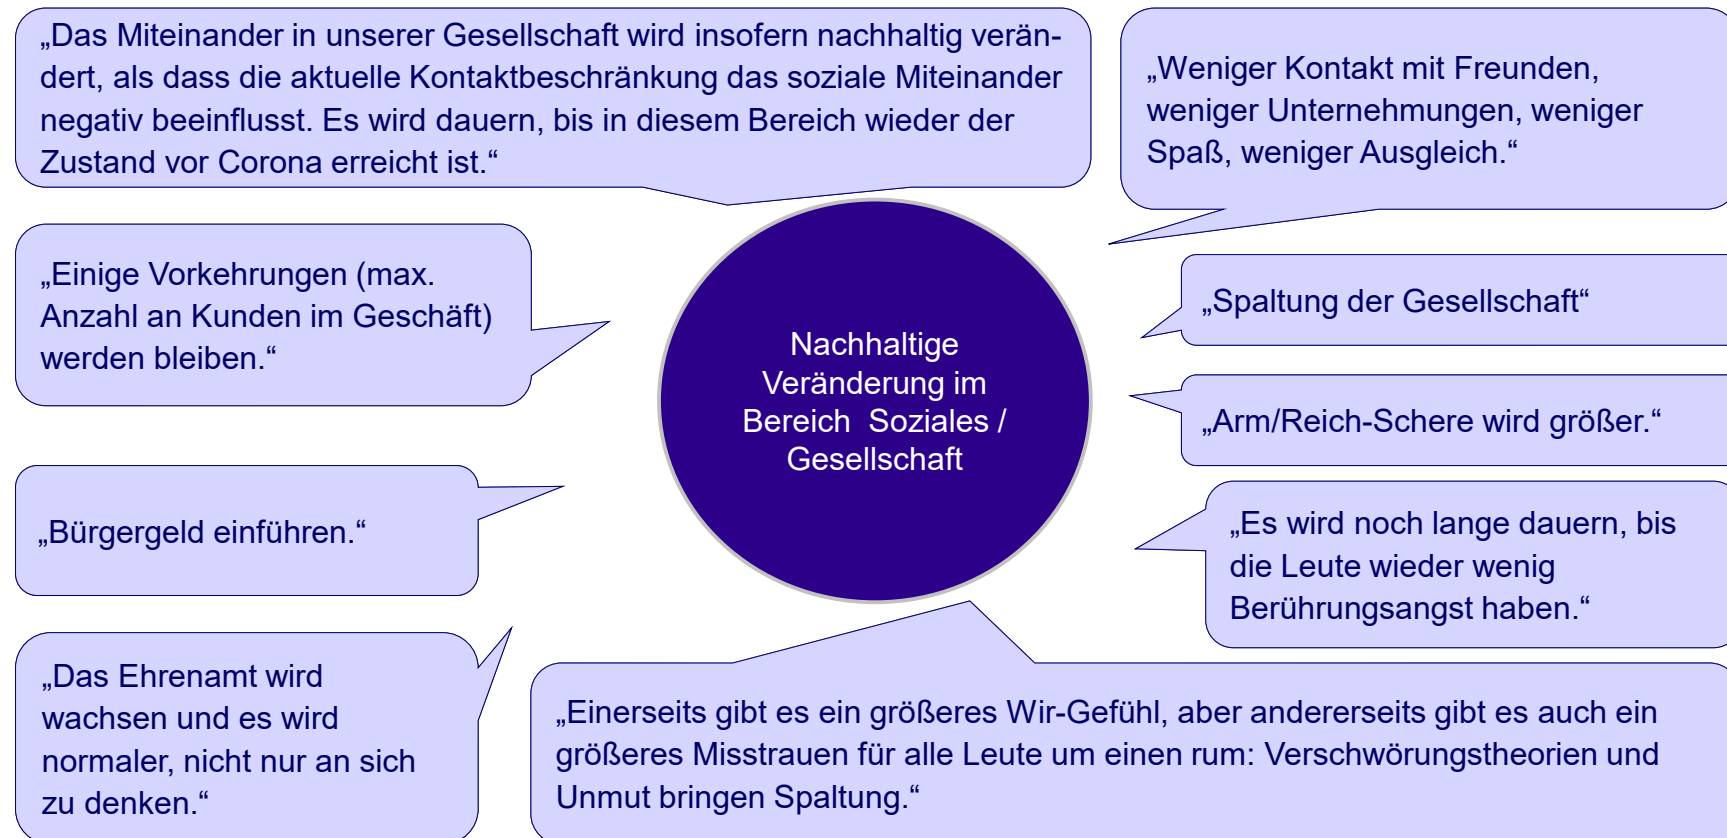 „Das Miteinander in unserer Gesellschaft wird insofern nachhaltig verän-
dert, als dass die aktuelle Kontaktbeschränkung das soziale Miteinander
negativ beeinflusst. Es wird dauern, bis in diesem Bereich wieder der
Zustand vor Corona erreicht ist.“
„Weniger Kontakt mit Freunden,
weniger Unternehmungen, weniger
Spaß, weniger Ausgleich.“
„Einige Vorkehrungen (max.
Anzahl an Kunden im Geschäft)
werden bleiben.“
„Spaltung der Gesellschaft“
Nachhaltige
Veränderung im
Bereich Soziales /
Gesellschaft
„Arm/Reich-Schere wird größer.“
„Bürgergeld einführen.“
„Es wird noch lange dauern, bis
die Leute wieder wenig
Berührungsangst haben.“
„Das Ehrenamt wird
wachsen und es wird
normaler, nicht nur an sich
zu denken.“
„Einerseits gibt es ein größeres Wir-Gefühl, aber andererseits gibt es auch ein
größeres Misstrauen für alle Leute um einen rum: Verschwörungstheorien und
Unmut bringen Spaltung.“